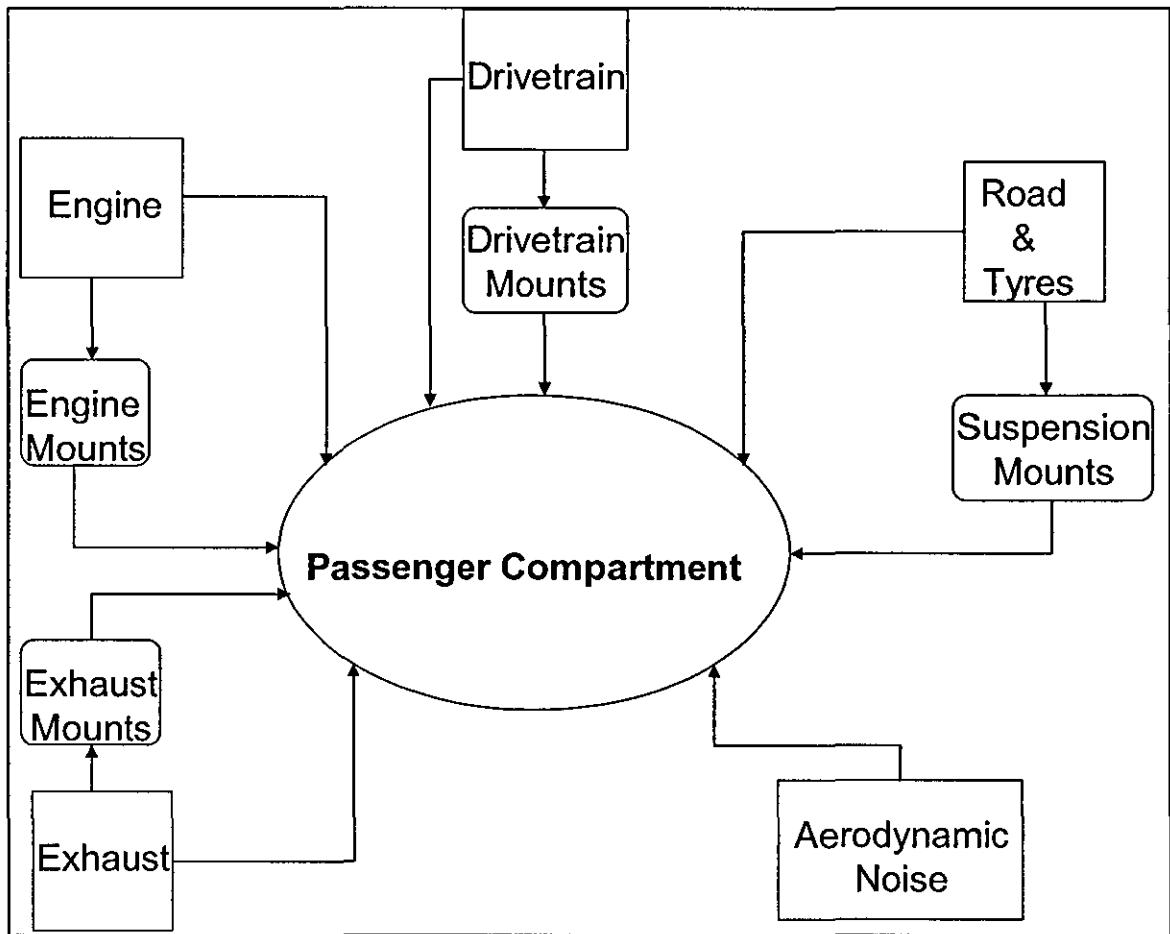 Drivetrain
Engine
Drivetrain
Mounts
Road
&
Tyres
Engine
Mounts
Suspension
Mounts
Passenger Compartment
Exhaust
Mounts
Exhaust
Aerodynamic
Noise